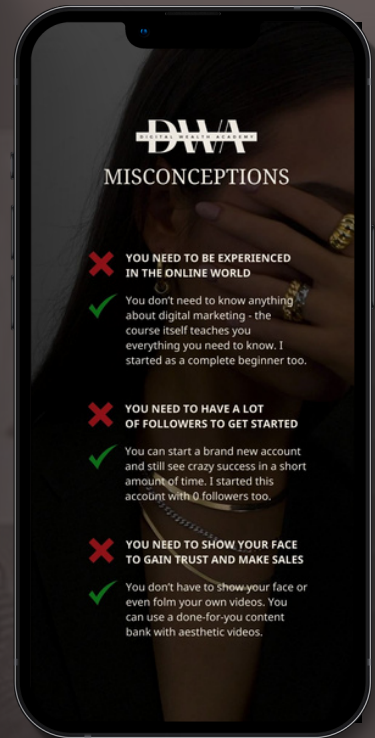 DWA
DIGITAL WEALTH ACADEMY
MISCONCEPTIONS
YOU NEED TO BE EXPERIENCED
IN THE ONLINE WORLD
You don't need to know anything
about digital marketing - the
course itself teaches you
everything you need to know. I
started as a complete beginner too.
YOU NEED TO HAVE A LOT
OF FOLLOWERS TO GET STARTED
You can start a brand new account
and still see crazy success in a short
amount of time. I started this
account with 0 followers too.
YOU NEED TO SHOW YOUR FACE
TO GAIN TRUST AND MAKE SALES
You don't have to show your face or
even folm your own videos. You
can use a done-for-you content
bank with aesthetic videos.